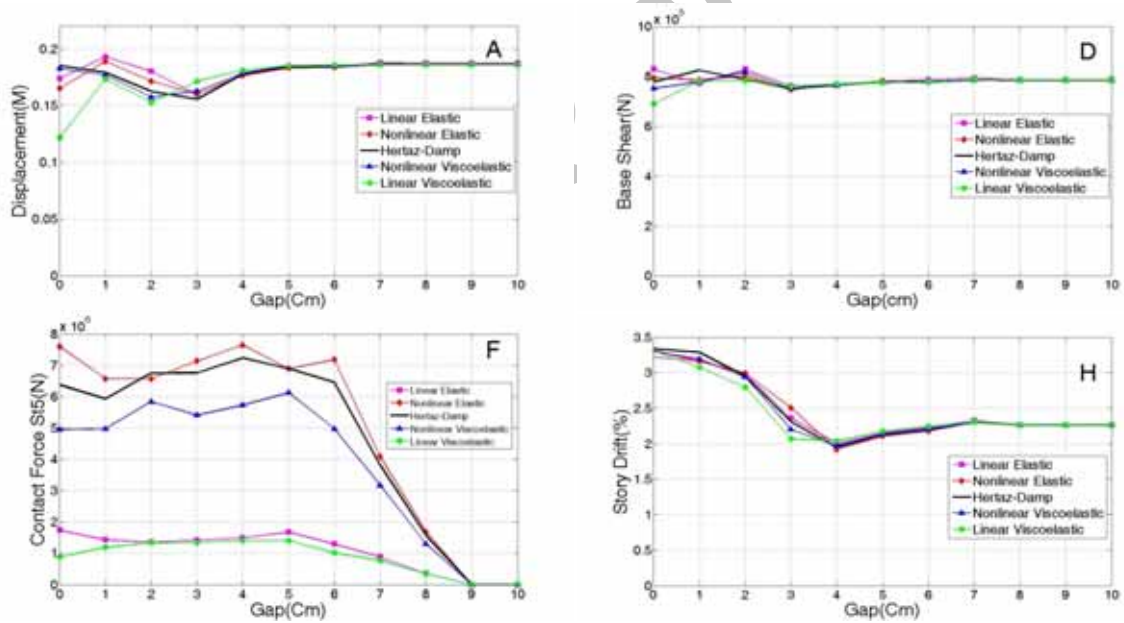 A
Displacement(M)
0.2
0.15
0.1
0.05
0
Linear Elastic
Nonlinear Elastic
Hertaz-Damp
Nonlinear Viscoelastic
Linear Viscoelastic
0 1 2 3 4 5 6 7 8 9 10
Gap(Cm)
D
Base Shear(N)
10
8
6
4
2
0
Linear Elastic
Nonlinear Elastic
Hertaz-Damp
Nonlinear Viscoelastic
Linear Viscoelastic
0 1 2 3 4 5 6 7 8 9 10
Gap(cm)
F
Contact Force St5(N)
8
7
6
5
4
3
2
1
0
Linear Elastic
Nonlinear Elastic
Hertaz-Damp
Nonlinear Viscoelastic
Linear Viscoelastic
0 1 2 3 4 5 6 7 8 9 10
Gap(Cm)
H
Story Drift(%)
3.5
3
2.5
2
1.5
1
0.5
0
Linear Elastic
Nonlinear Elastic
Hertaz-Damp
Nonlinear Viscoelastic
Linear Viscoelastic
0 1 2 3 4 5 6 7 8 9 10
Gap(Cm)